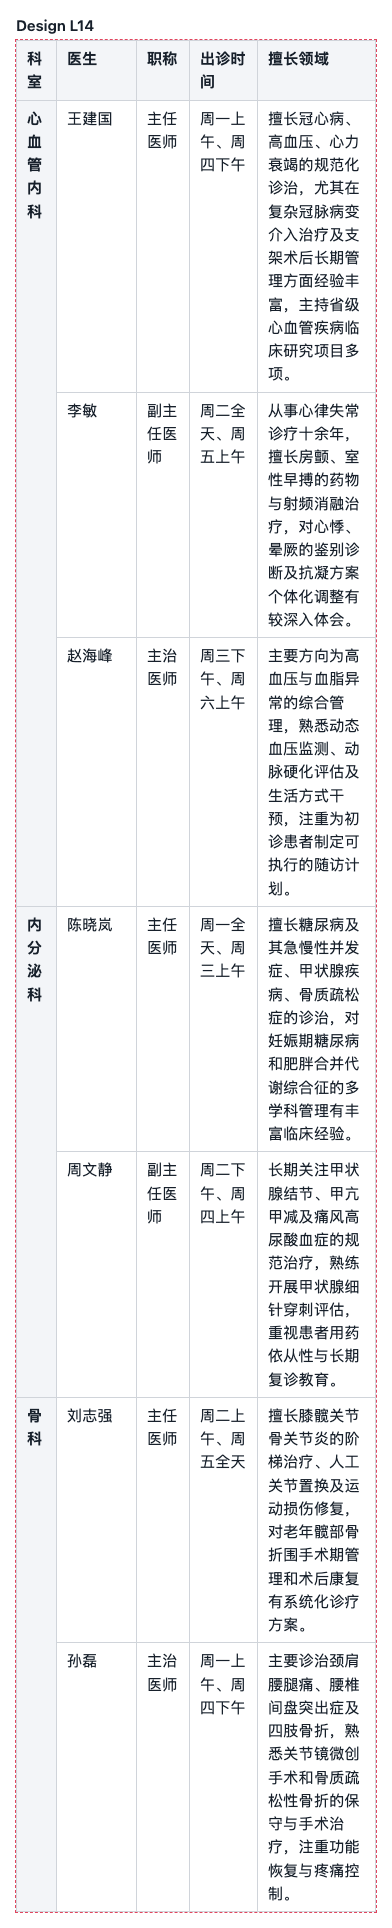 Design L14
科
室
医生
职称
出诊时
间
擅长领域
心
血
管
内
科
王建国
主任
医师
周一上
午、周
四下午
擅长冠心病、
高血压、心力
衰竭的规范化
诊治，尤其在
复杂冠脉病变
介入治疗及支
架术后长期管
理方面经验丰
富，主持省级
心血管疾病临
床研究项目多
项。
李敏
副主
任医
师
周二全
天、周
五上午
从事心律失常
诊疗十余年，
擅长房颤、室
性早搏的药物
与射频消融治
疗，对心悸、
晕厥的鉴别诊
断及抗凝方案
个体化调整有
较深入体会。
赵海峰
主治
医师
周三下
午、周
六上午
主要方向为高
血压与血脂异
常的综合管
理，熟悉动态
血压监测、动
脉硬化评估及
生活方式干
预，注重为初
诊患者制定可
执行的随访计
划。
内
分
泌
科
陈晓岚
主任
医师
周一全
天、周
三上午
擅长糖尿病及
其急慢性并发
症、甲状腺疾
病、骨质疏松
症的诊治，对
妊娠期糖尿病
和肥胖合并代
谢综合征的多
学科管理有丰
富临床经验。
周文静
副主
任医
师
周二下
午、周
四上午
长期关注甲状
腺结节、甲亢
甲减及痛风高
尿酸血症的规
范治疗，熟练
开展甲状腺细
针穿刺评估，
重视患者用药
依从性与长期
复诊教育。
骨
科
刘志强
主任
医师
周二上
午、周
五全天
擅长膝髋关节
骨关节炎的阶
梯治疗、人工
关节置换及运
动损伤修复，
对老年髋部骨
折围手术期管
理和术后康复
有系统化诊疗
方案。
孙磊
主治
医师
周一上
午、周
四下午
主要诊治颈肩
腰腿痛、腰椎
间盘突出症及
四肢骨折，熟
悉关节镜微创
手术和骨质疏
松性骨折的保
守与手术治
疗，注重功能
恢复与疼痛控
制。